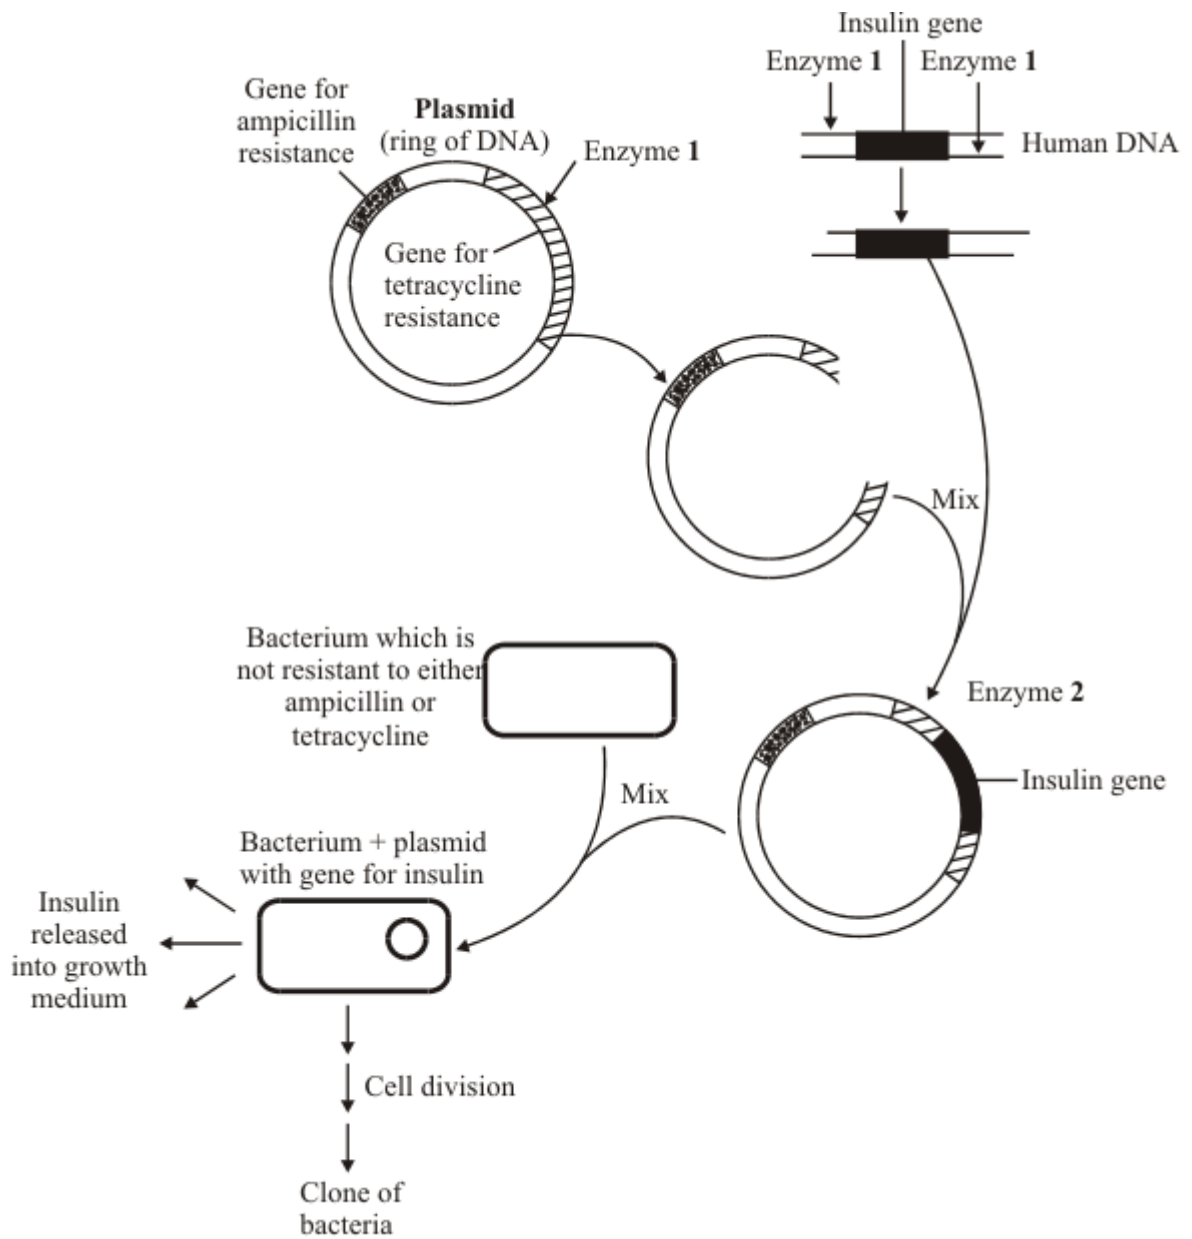 Insulin gene
Enzyme 1
Enzyme 1
Human DNA
Gene for
ampicillin
resistance
Plasmid
(ring of DNA)
Enzyme 1
Gene for
tetracycline
resistance
Mix
Bacterium which is
not resistant to either
ampicillin or
tetracycline
Enzyme 2
Insulin gene
Mix
Bacterium + plasmid
with gene for insulin
Insulin
released
into growth
medium
Cell division
Clone of
bacteria